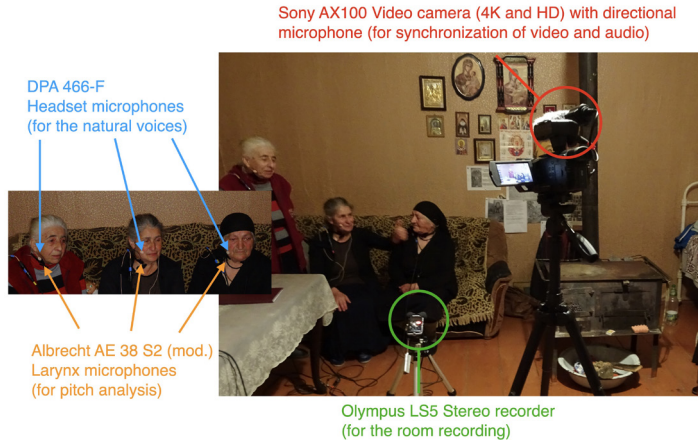 Sony AX100 Video camera (4K and HD) with directional
microphone (for synchronization of video and audio)
DPA 466-F
Headset microphones
(for the natural voices)
Albrecht AE 38 S2 (mod.)
Larynx microphones
(for pitch analysis)
Olympus LS5 Stereo recorder
(for the room recording)